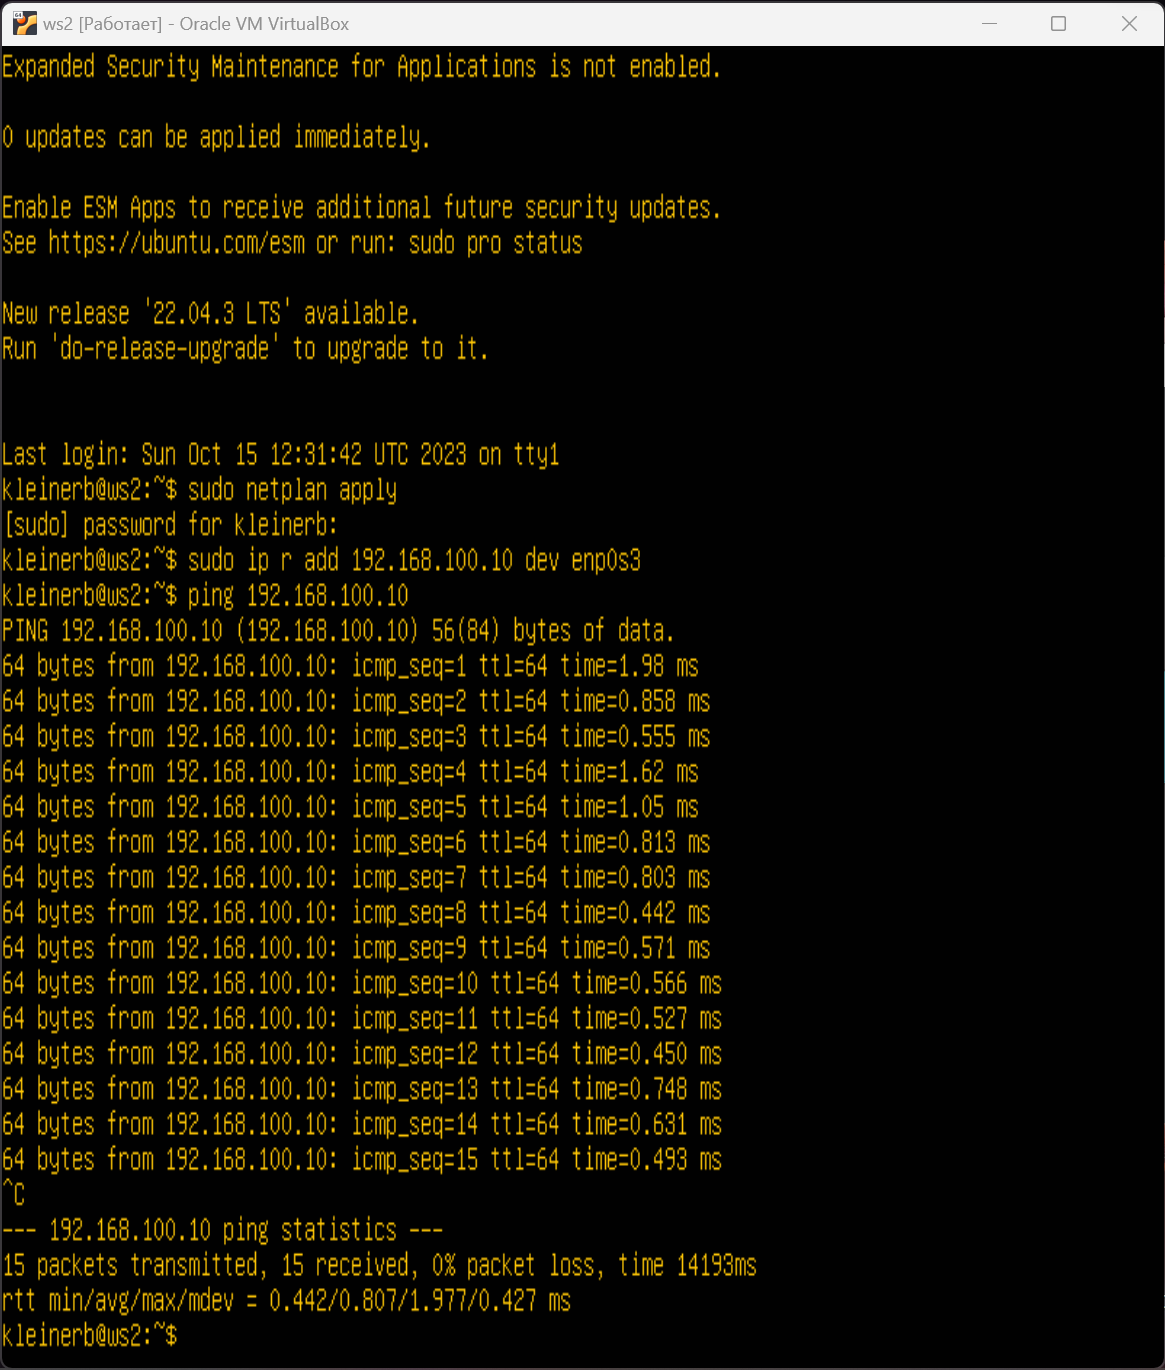 ws2 [Работает] - Oracle VM VirtualBox
Expanded Security Maintenance for Applications is not enabled.
0 updates can be applied immediately.
Enable ESM Apps to receive additional future security updates.
See https://ubuntu.com/esm or run: sudo pro status
New release '22.04.3 LTS' available.
Run 'do-release-upgrade' to upgrade to it.
Last login: Sun Oct 15 12:31:42 UTC 2023 on tty1
kleinerb@ws2:~$ sudo netplan apply
[sudo] password for kleinerb:
kleinerb@ws2:~$ sudo ip r add 192.168.100.10 dev enp0s3
kleinerb@ws2:~$ ping 192.168.100.10
PING 192.168.100.10 (192.168.100.10) 56(84) bytes of data.
64 bytes from 192.168.100.10: icmp_seq=1 ttl=64 time=1.98 ms
64 bytes from 192.168.100.10: icmp_seq=2 ttl=64 time=0.858 ms
64 bytes from 192.168.100.10: icmp_seq=3 ttl=64 time=0.555 ms
64 bytes from 192.168.100.10: icmp_seq=4 ttl=64 time=1.62 ms
64 bytes from 192.168.100.10: icmp_seq=5 ttl=64 time=1.05 ms
64 bytes from 192.168.100.10: icmp_seq=6 ttl=64 time=0.813 ms
64 bytes from 192.168.100.10: icmp_seq=7 ttl=64 time=0.803 ms
64 bytes from 192.168.100.10: icmp_seq=8 ttl=64 time=0.442 ms
64 bytes from 192.168.100.10: icmp_seq=9 ttl=64 time=0.571 ms
64 bytes from 192.168.100.10: icmp_seq=10 ttl=64 time=0.566 ms
64 bytes from 192.168.100.10: icmp_seq=11 ttl=64 time=0.527 ms
64 bytes from 192.168.100.10: icmp_seq=12 ttl=64 time=0.450 ms
64 bytes from 192.168.100.10: icmp_seq=13 ttl=64 time=0.748 ms
64 bytes from 192.168.100.10: icmp_seq=14 ttl=64 time=0.631 ms
64 bytes from 192.168.100.10: icmp_seq=15 ttl=64 time=0.493 ms
^C
--- 192.168.100.10 ping statistics ---
15 packets transmitted, 15 received, 0% packet loss, time 14193ms
rtt min/avg/max/mdev = 0.442/0.807/1.977/0.427 ms
kleinerb@ws2:~$